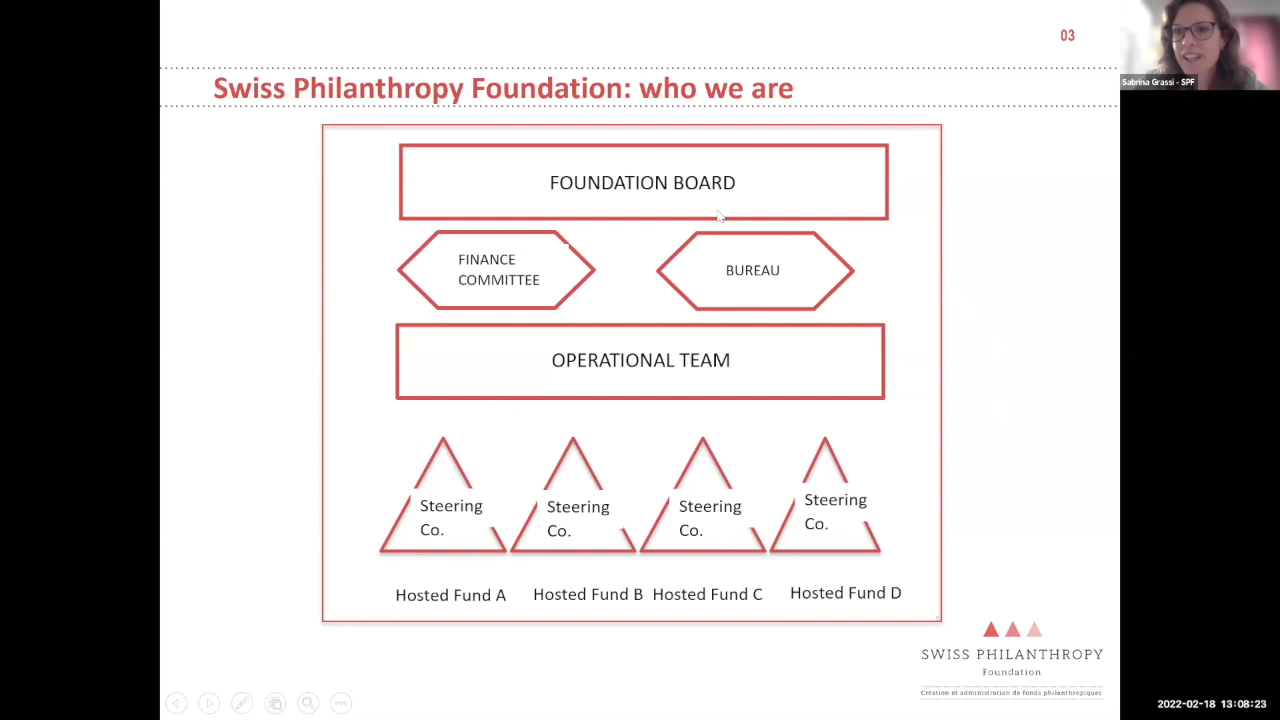 03
Sabrina Grassi - SPF
Swiss Philanthropy Foundation: who we are
FOUNDATION BOARD
FINANCE
COMMITTEE
BUREAU
OPERATIONAL TEAM
Steering
Co.
Steering
Co.
Steering
Co.
Steering
Co.
Hosted Fund A
Hosted Fund B
Hosted Fund C
Hosted Fund D
SWISS PHILANTHROPY
Foundation
Création et administration de fonds philanthropiques
2022-02-18 13:08:23